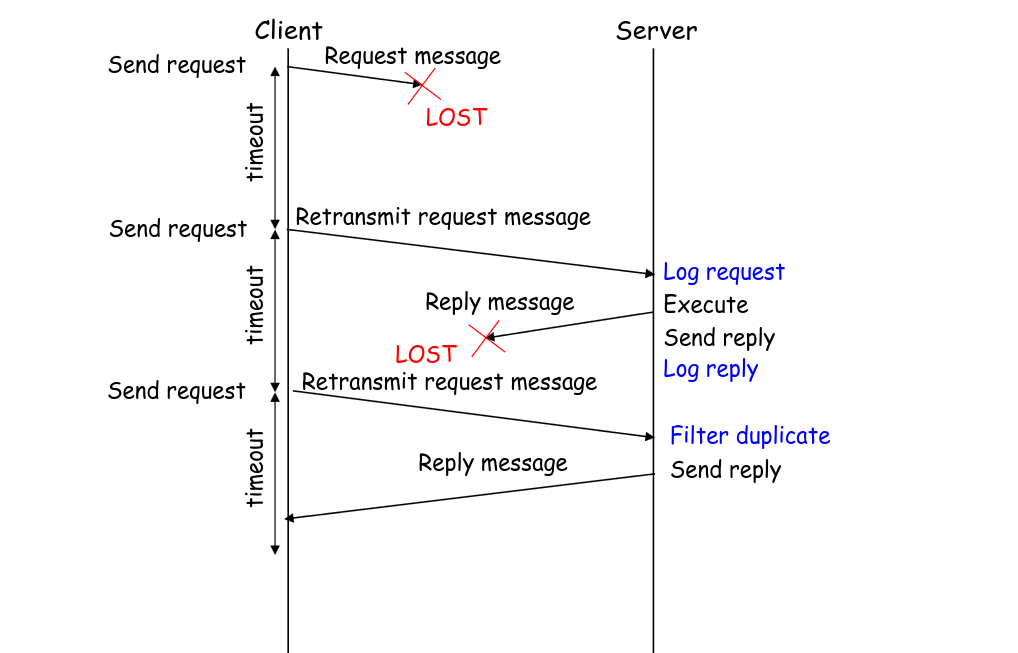 Client
Server
Send request
Request message
LOST
timeout
Send request
Retransmit request message
Log request
timeout
Reply message
Execute
Send reply
LOST
Log reply
Send request
Retransmit request message
Filter duplicate
timeout
Reply message
Send reply